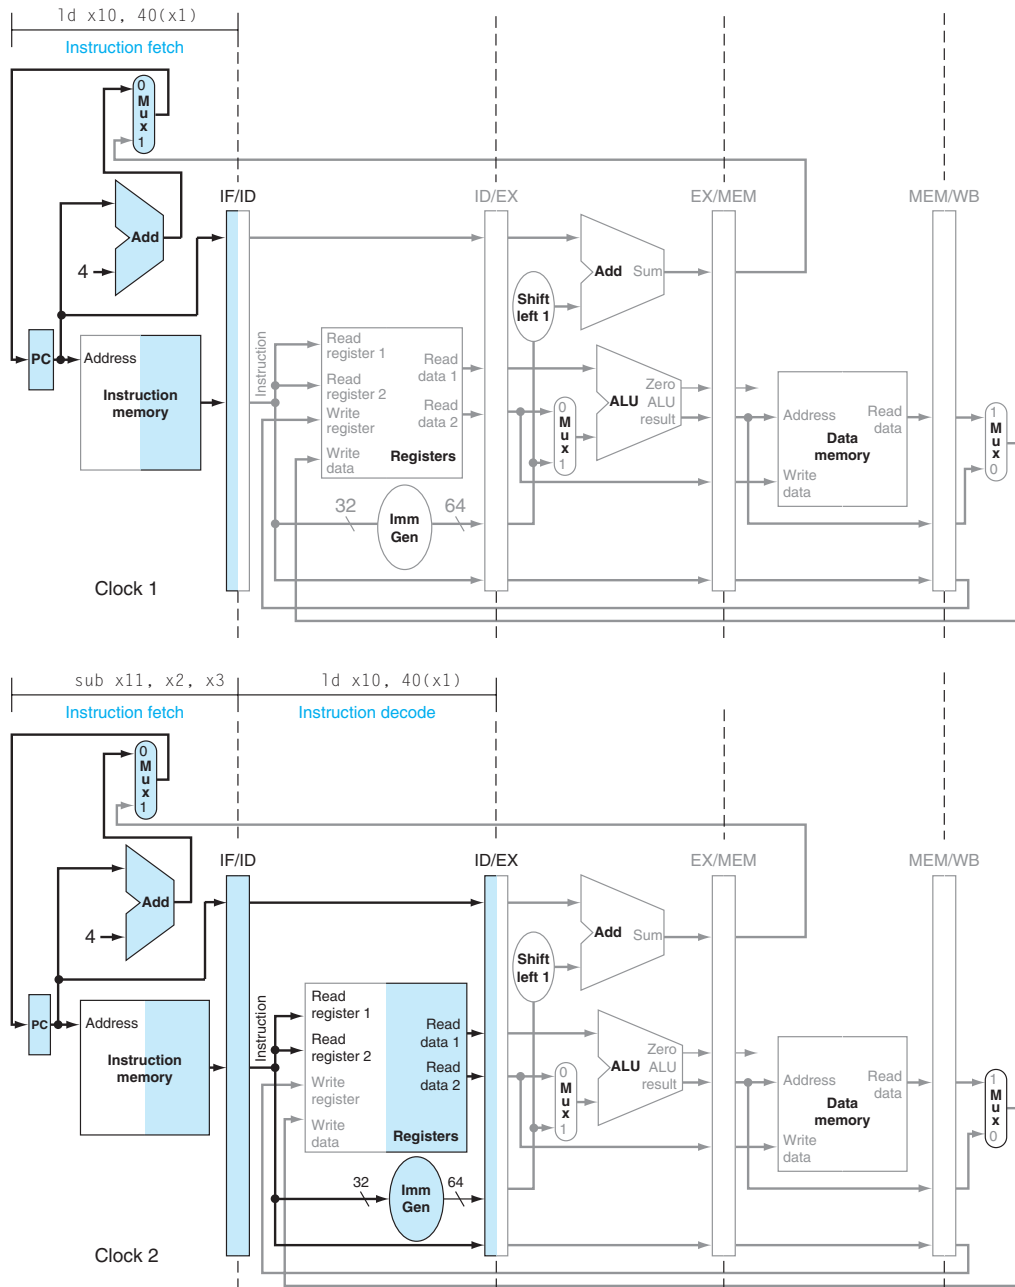 ld x10, 40(x1)
Instruction fetch
0
M
u
x
1
IF/ID
ID/EX
EX/MEM
MEM/WB
Add
4
Add Sum
Shift
left 1
PC
Address
Instruction
memory
Instruction
Read
register 1
Read
register 2
Write
register
Write
data
Read
data 1
Read
data 2
Registers
0
M
u
x
1
Zero
ALU ALU
result
Address
Read
data
Data
memory
Write
data
1
M
u
x
0
32
Imm
Gen
64
Clock 1
sub x11, x2, x3
ld x10, 40(x1)
Instruction fetch
Instruction decode
0
M
u
x
1
IF/ID
ID/EX
EX/MEM
MEM/WB
Add
4
Add Sum
Shift
left 1
PC
Address
Instruction
memory
Instruction
Read
register 1
Read
register 2
Write
register
Write
data
Read
data 1
Read
data 2
Registers
0
M
u
x
1
Zero
ALU ALU
result
Address
Read
data
Data
memory
Write
data
1
M
u
x
0
32
Imm
Gen
64
Clock 2